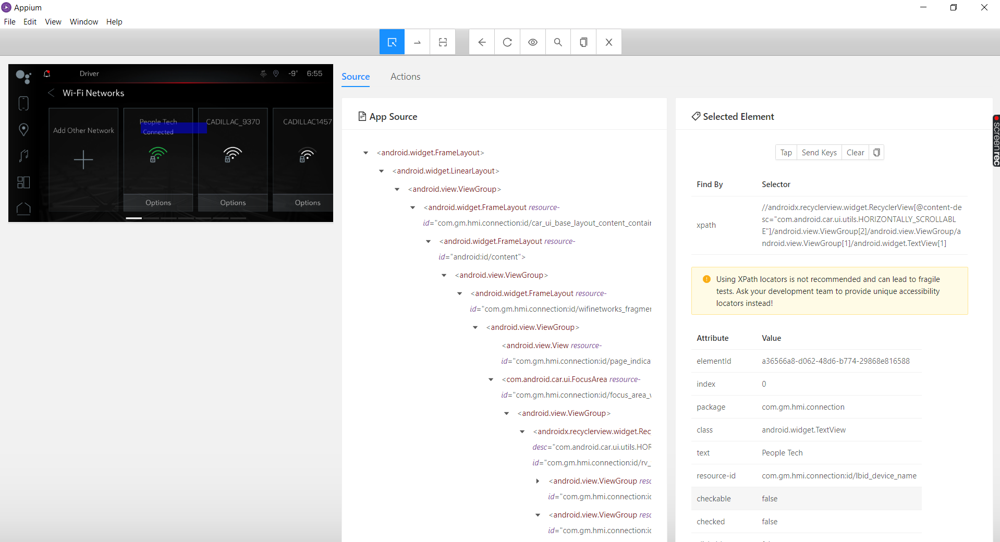 Appium
File Edit View Window Help
Driver
-9° 6:55
Wi-Fi Networks
Add Other Network
People Tech
Connected
CADILLAC_9370
CADILLAC1457
Options
Options
Options
Source Actions
App Source
<android.widget.FrameLayout>
<android.widget.LinearLayout>
<android.view.ViewGroup>
<android.widget.FrameLayout resource-
id="com.gm.hmi.connection:id/car_ui_base_layout_content_contair
<android.widget.FrameLayout resource-
id="android:id/content">
<android.view.ViewGroup>
<android.widget.FrameLayout resource-
id="com.gm.hmi.connection:id/wifinetworks_fragmer
<android.view.ViewGroup>
<android.view.View resource-
id="com.gm.hmi.connection:id/page_indica
<com.android.car.ui.FocusArea resource-
id="com.gm.hmi.connection:id/focus_area_v
<android.view.ViewGroup>
<androidx.recyclerview.widget.Rec
desc="com.android.car.ui.utils.HOR
id="com.gm.hmi.connection:id/rv_
<android.view.ViewGroup resc
id="com.gm.hmi.connection:ic
<android.view.ViewGroup resc
id="com.gm.hmi.connection:ic
Selected Element
Tap Send Keys Clear
Find By Selector
xpath
//androidx.recyclerview.widget.RecyclerView[@content-de
sc="com.android.car.ui.utils.HORIZONTALLY_SCROLLABL
E"]/android.view.ViewGroup[2]/android.view.ViewGroup/a
ndroid.view.ViewGroup[1]/android.widget.TextView[1]
Using XPath locators is not recommended and can lead to fragile
tests. Ask your development team to provide unique accessibility
locators instead!
Attribute Value
elementId a36566a8-d062-48d6-b774-29868e816588
index 0
package com.gm.hmi.connection
class android.widget.TextView
text People Tech
resource-id com.gm.hmi.connection:id/lbid_device_name
checkable false
checked false
screenrec